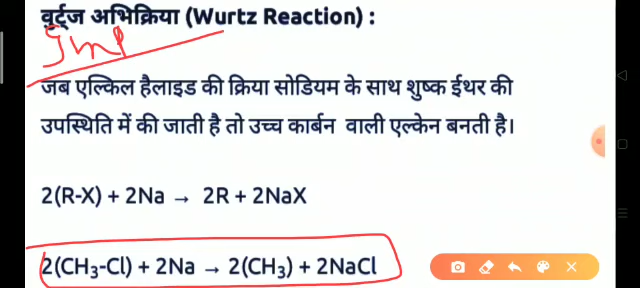 वुर्ट्ज अभिक्रिया (Wurtz Reaction) :
Imp
जब एल्किल हैलाइड की क्रिया सोडियम के साथ शुष्क ईथर की
उपस्थिति में की जाती है तो उच्च कार्बन वाली एल्केन बनती है।
2(R-X) + 2Na → 2R + 2NaX
2(CH₃-Cl) + 2Na → 2(CH₃) + 2NaCl